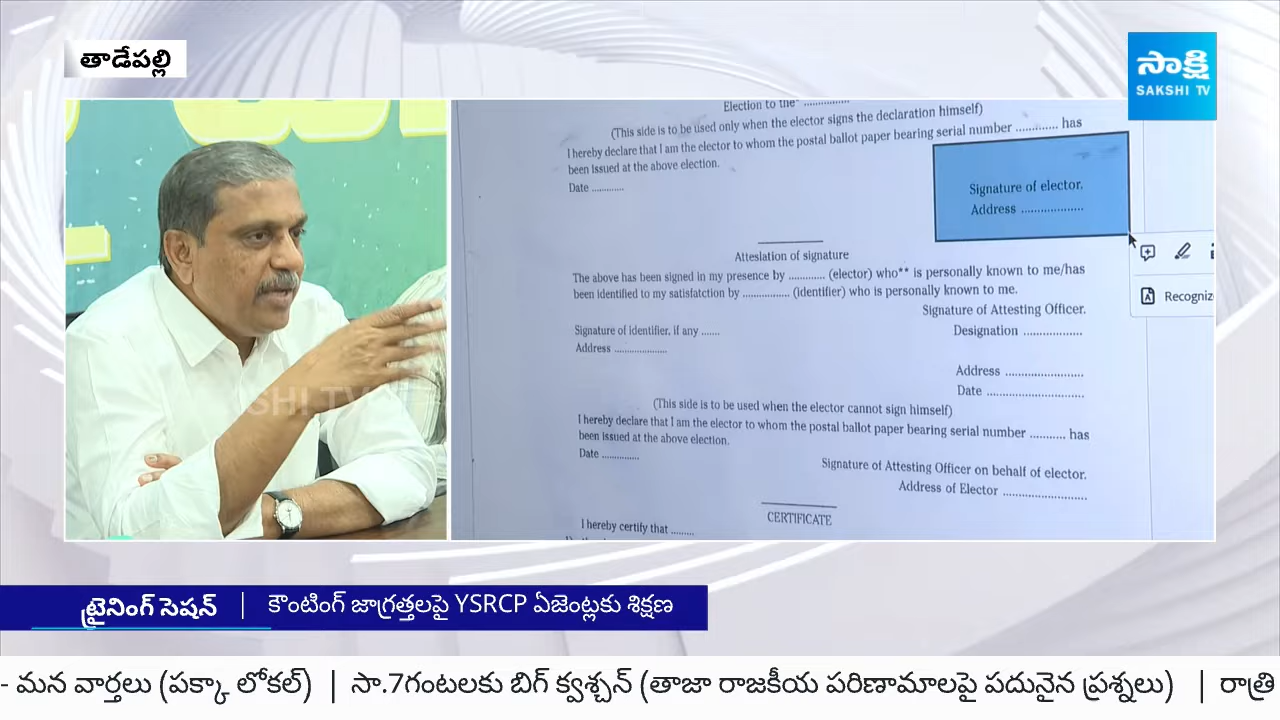 తాడేపల్లి
సాక్షి
SAKSHI TV
Election to the* ..............
(This side is to be used only when the elector signs the declaration himself)
I hereby declare that I am the elector to whom the postal ballot paper bearing serial number ............ has
been issued at the above election.
Date .............
Signature of elector.
Address ...................
Attestation of signature
The above has been signed in my presence by ............. (elector) who** is personally known to me/has
been identified to my satisfatction by ................. (identifier) who is personally known to me.
Signature of Attesting Officer.
Signature of identifier, if any .......
Designation .................
Address .....................
Address .......................
Date ............................
(This side is to be used when the elector cannot sign himself)
I hereby declare that I am the elector to whom the postal ballot paper bearing serial number ........... has
been issued at the above election.
Date ...............
Signature of Attesting Officer on behalf of elector.
Address of Elector .........................
CERTIFICATE
I hereby certify that .........
Recogniz
SHI TV
ట్రైనింగ్ సెషన్ | కౌంటింగ్ జాగ్రత్తలపై YSRCP ఏజెంట్లకు శిక్షణ
- మన వార్తలు (పక్కా లోకల్) | సా.7గంటలకు బిగ్ క్వశ్చన్ (తాజా రాజకీయ పరిణామాలపై పదునైన ప్రశ్నలు) | రాత్రి